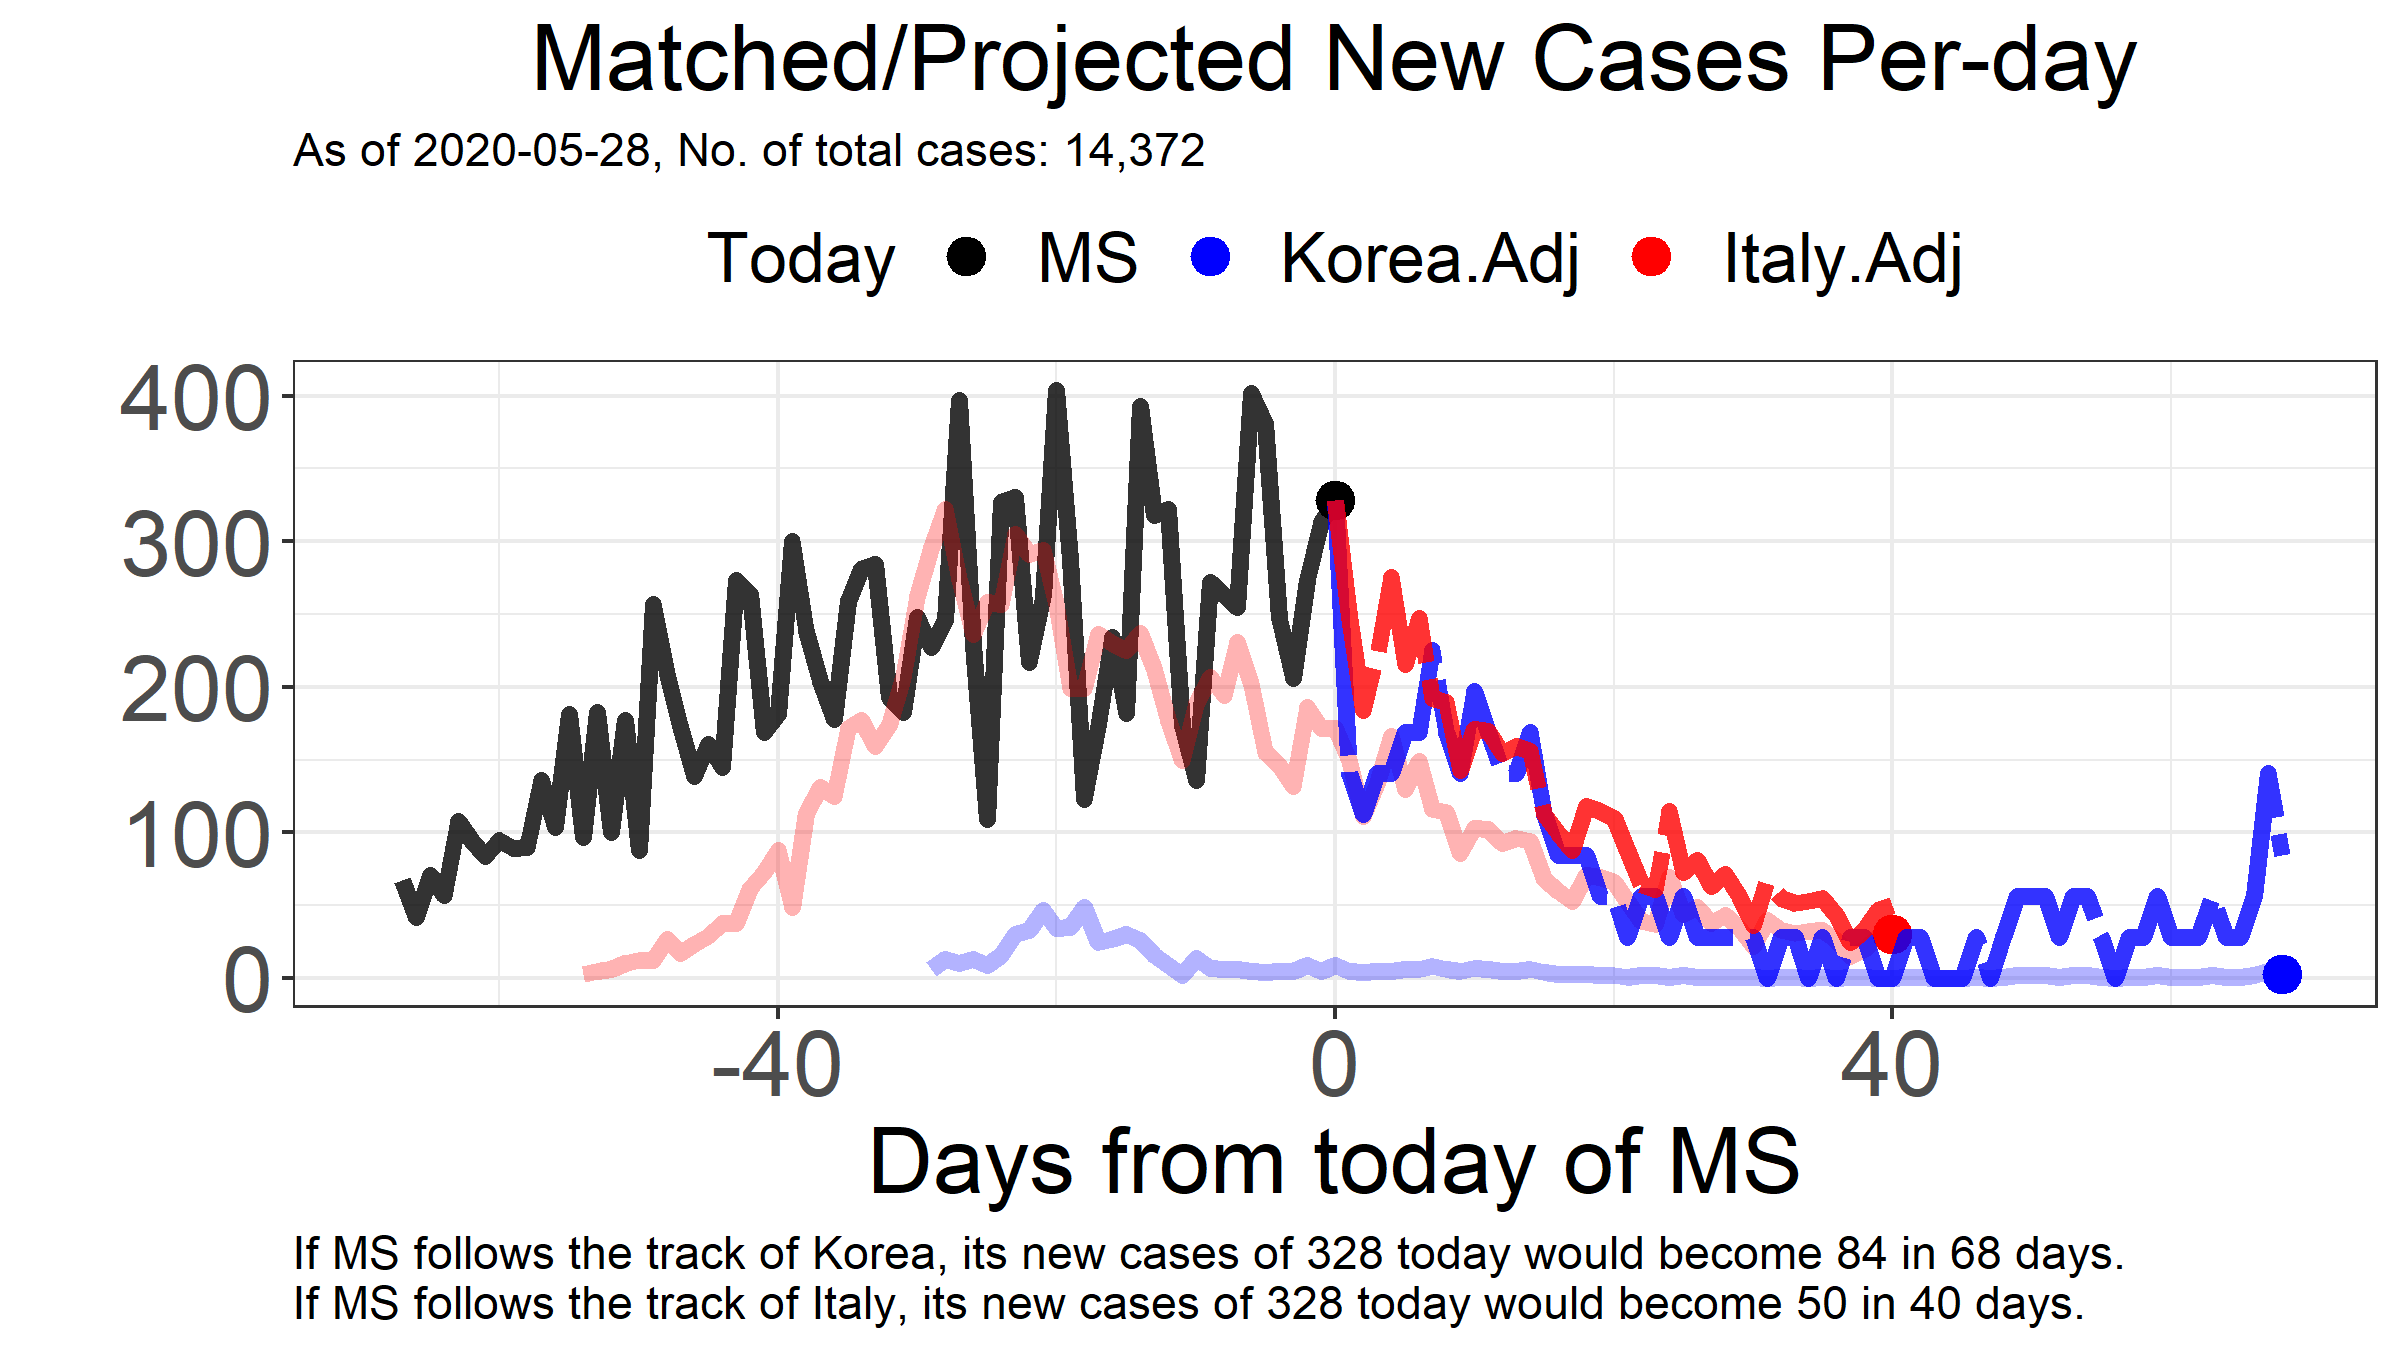 Matched/Projected New Cases Per-day
As of 2020-05-28, No. of total cases: 14,372
Today MS Korea.Adj Italy.Adj
400
300
200
100
0
-40 0 40
Days from today of MS
If MS follows the track of Korea, its new cases of 328 today would become 84 in 68 days.
If MS follows the track of Italy, its new cases of 328 today would become 50 in 40 days.